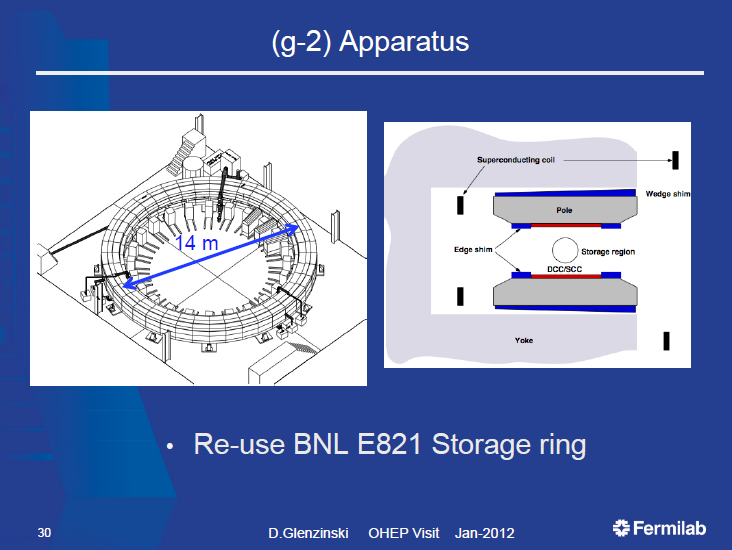 (g-2) Apparatus
14 m
Superconducting coil
Wedge shim
Pole
Edge shim
Storage region
DCC/SCC
Yoke
• Re-use BNL E821 Storage ring
30
D.Glenzinski OHEP Visit Jan-2012
Fermilab